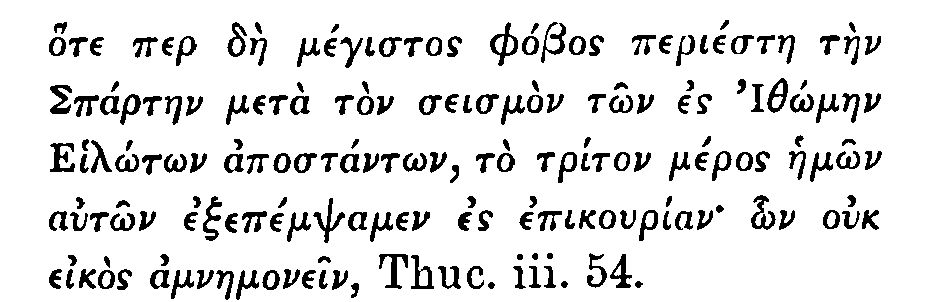 ὅτε περ δὴ μέγιστος φόβος περιέστη τὴν
Σπάρτην μετὰ τὸν σεισμὸν τῶν ἐς Ἰθώμην
Εἱλώτων ἀποστάντων, τὸ τρίτον μέρος ἡμῶν
αὐτῶν ἐξεπέμψαμεν ἐς ἐπικουρίαν· ὧν οὐκ
εἰκὸς ἀμνημονεῖν, Thuc. iii. 54.